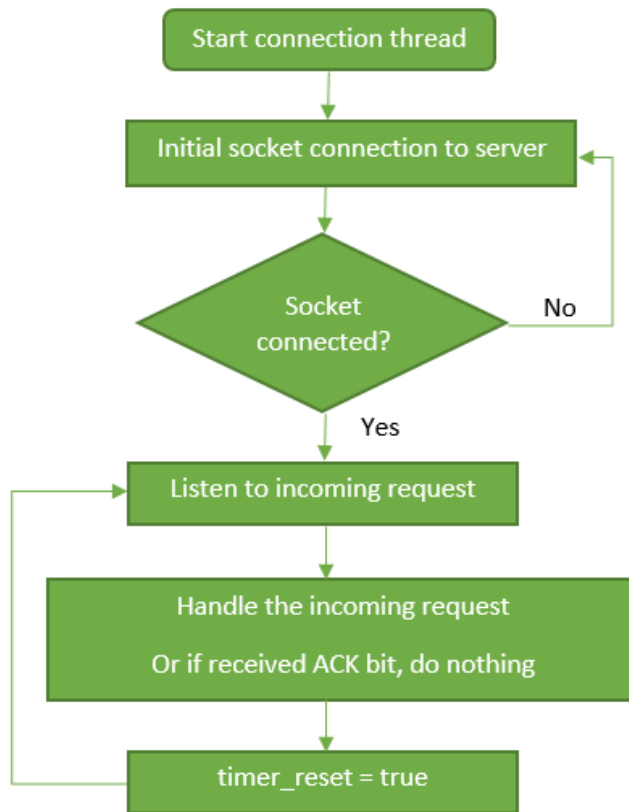 Start connection thread
Initial socket connection to server
Socket
connected?
No
Yes
Listen to incoming request
Handle the incoming request
Or if received ACK bit, do nothing
timer_reset = true